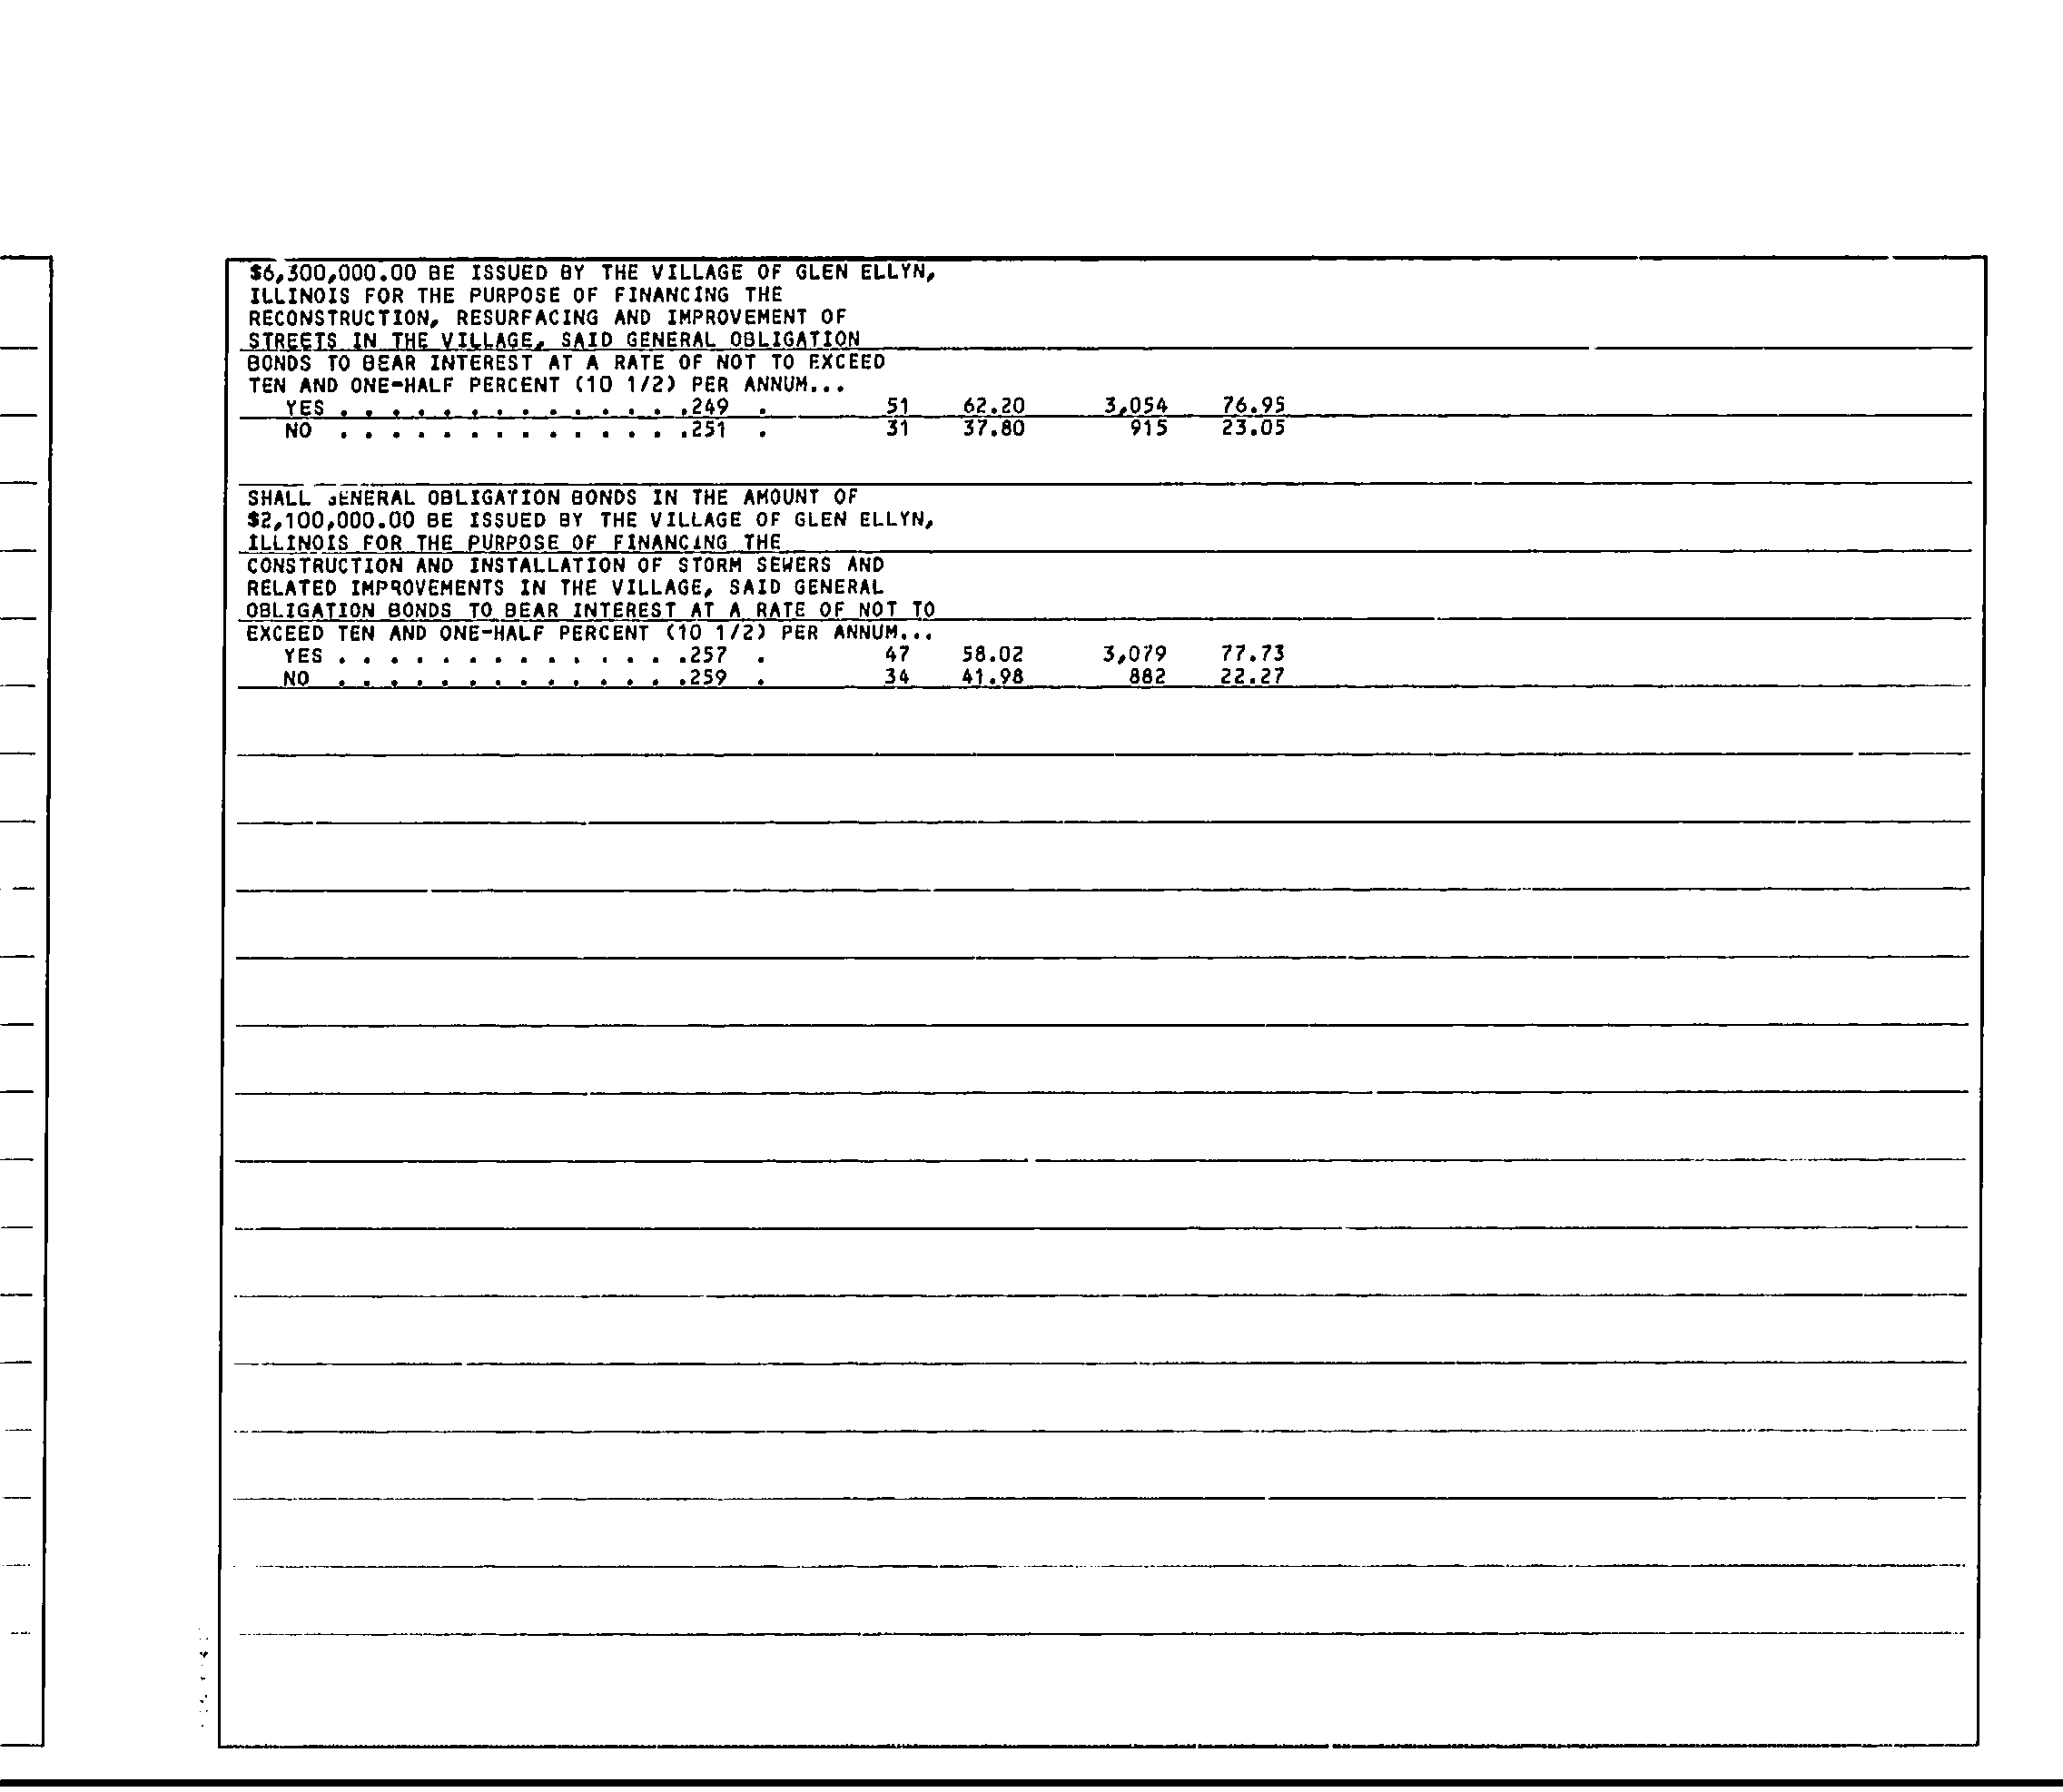 $6,300,000.00 BE ISSUED BY THE VILLAGE OF GLEN ELLYN,
ILLINOIS FOR THE PURPOSE OF FINANCING THE
RECONSTRUCTION, RESURFACING AND IMPROVEMENT OF
STREETS IN THE VILLAGE, SAID GENERAL OBLIGATION
BONDS TO BEAR INTEREST AT A RATE OF NOT TO EXCEED
TEN AND ONE-HALF PERCENT (10 1/2) PER ANNUM...
YES . . . . . . . . . . . . . .249 . 51 62.20 3,054 76.95
NO . . . . . . . . . . . . . .251 . 31 37.80 915 23.05
SHALL GENERAL OBLIGATION BONDS IN THE AMOUNT OF
$2,100,000.00 BE ISSUED BY THE VILLAGE OF GLEN ELLYN,
ILLINOIS FOR THE PURPOSE OF FINANCING THE
CONSTRUCTION AND INSTALLATION OF STORM SEWERS AND
RELATED IMPROVEMENTS IN THE VILLAGE, SAID GENERAL
OBLIGATION BONDS TO BEAR INTEREST AT A RATE OF NOT TO
EXCEED TEN AND ONE-HALF PERCENT (10 1/2) PER ANNUM...
YES . . . . . . . . . . . . . .257 . 47 58.02 3,079 77.73
NO . . . . . . . . . . . . . .259 . 34 41.98 882 22.27